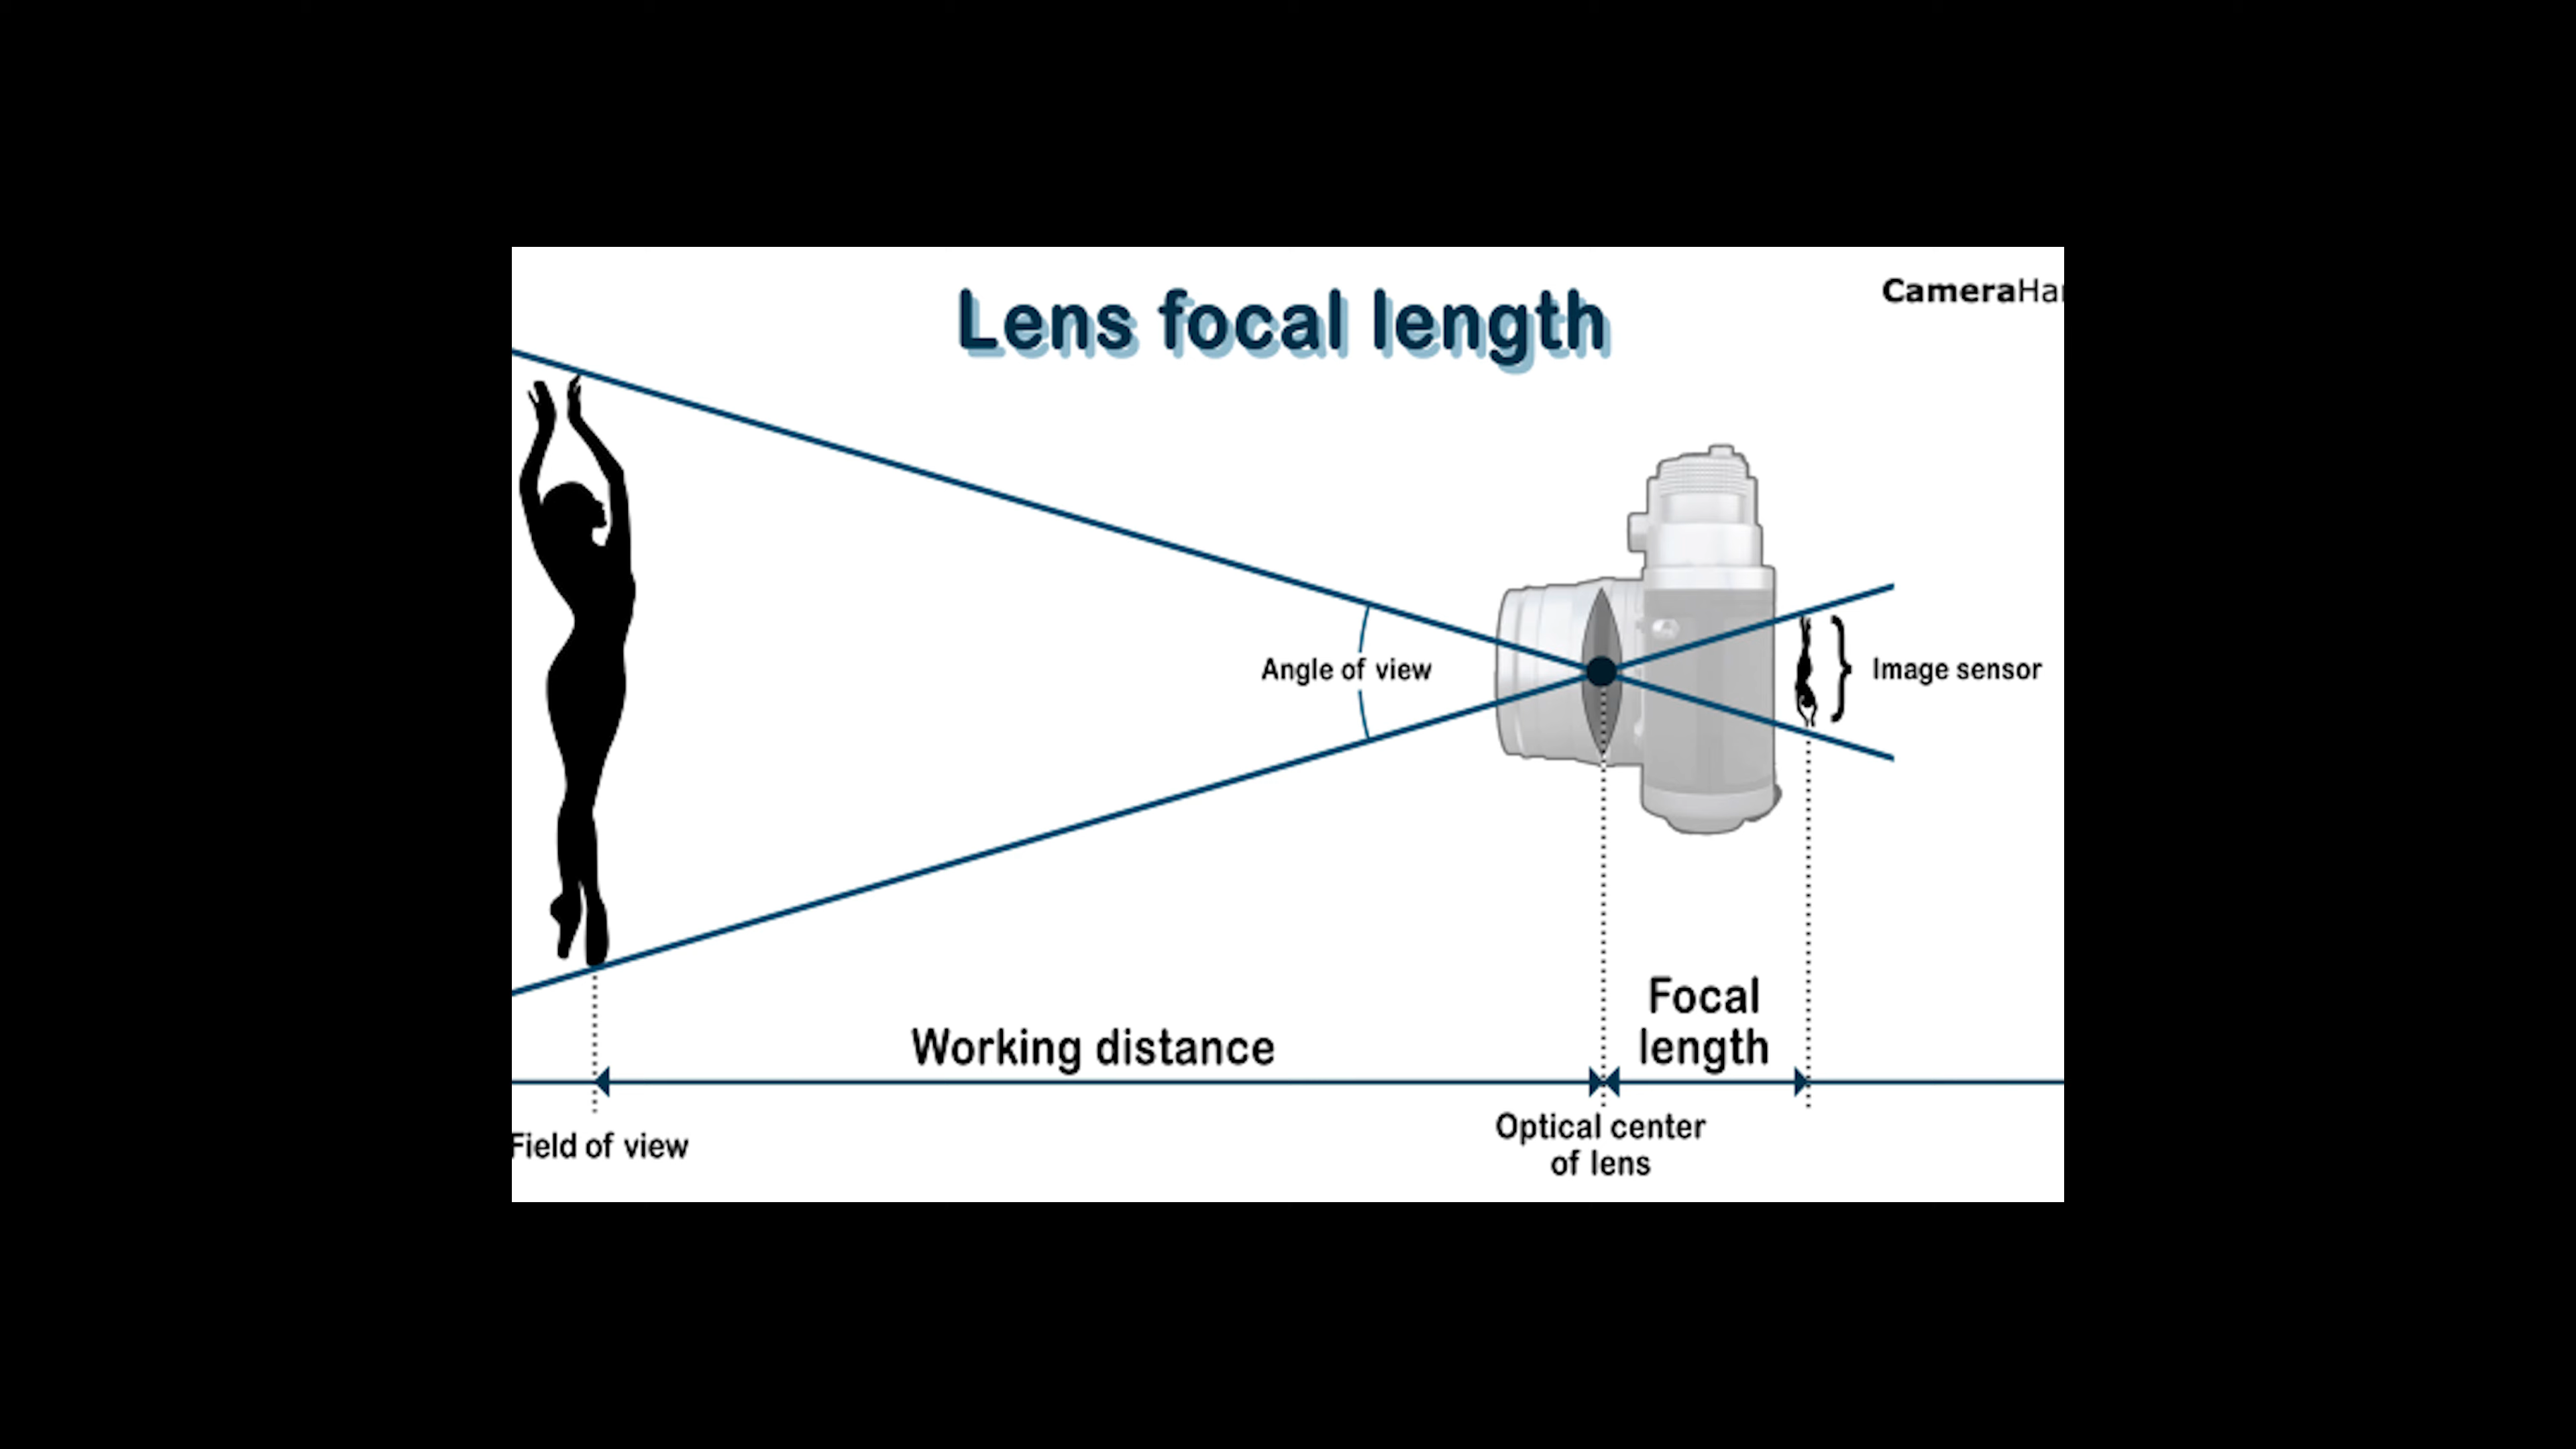 Lens focal length
CameraHa
Angle of view
Image sensor
Focal
length
Working distance
Optical center
of lens
Field of view